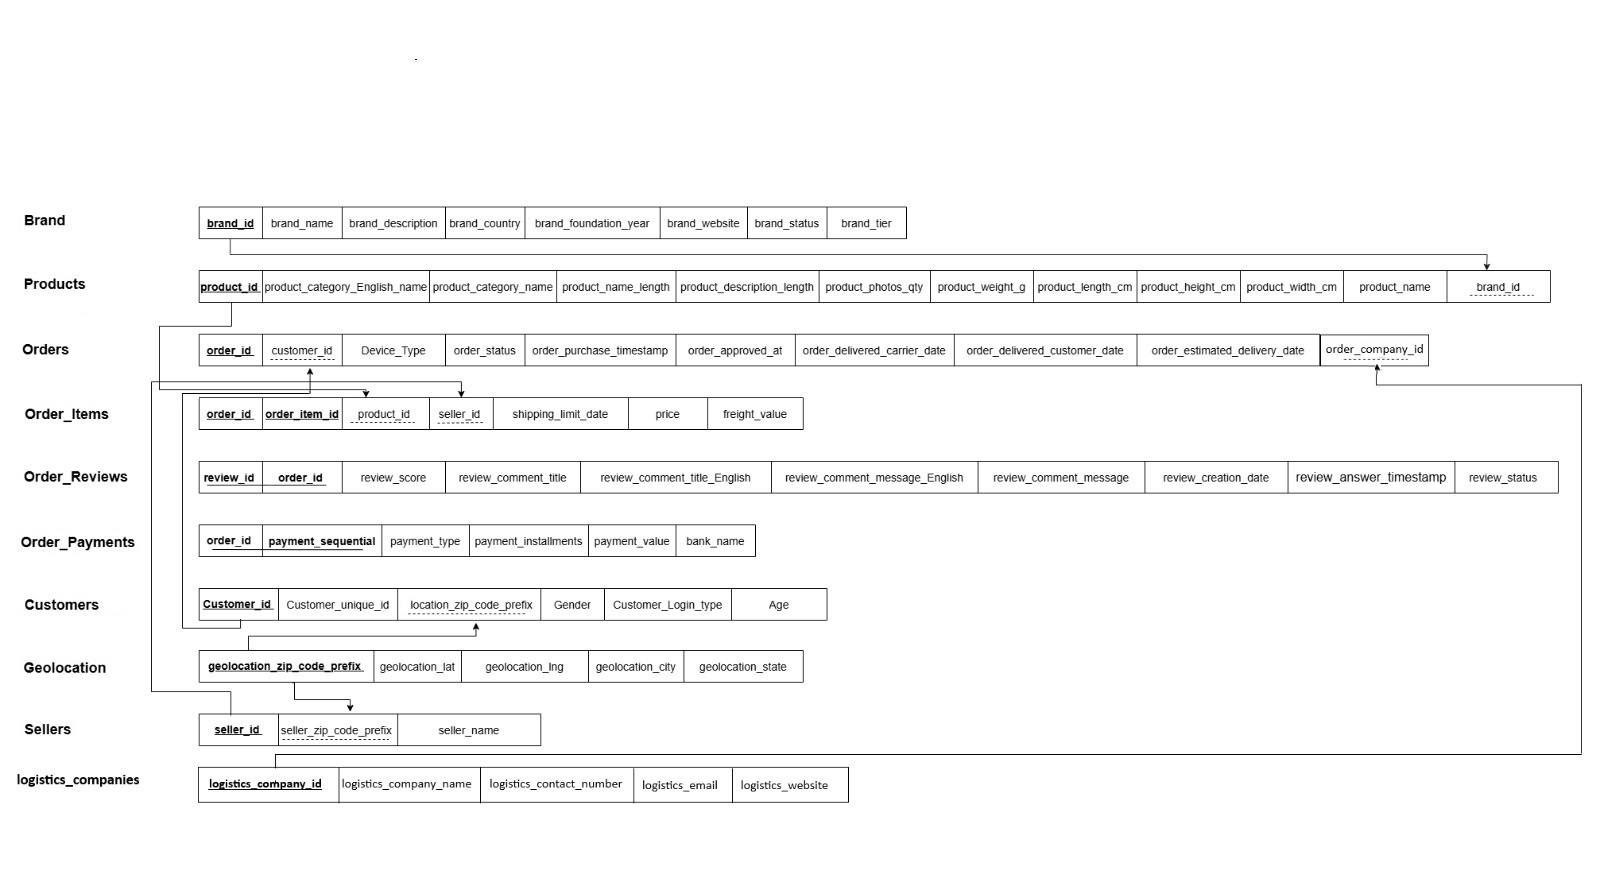 Brand
brand_id brand_name brand_description brand_country brand_foundation_year brand_website brand_status brand_tier
Products
product_id product_category_English_name product_category_name product_name_length product_description_length product_photos_qty product_weight_g product_length_cm product_height_cm product_width_cm product_name brand_id
Orders
order_id customer_id Device_Type order_status order_purchase_timestamp order_approved_at order_delivered_carrier_date order_delivered_customer_date order_estimated_delivery_date order_company_id
Order_Items
order_id order_item_id product_id seller_id shipping_limit_date price freight_value
Order_Reviews
review_id order_id review_score review_comment_title review_comment_title_English review_comment_message_English review_comment_message review_creation_date review_answer_timestamp review_status
Order_Payments
order_id payment_sequential payment_type payment_installments payment_value bank_name
Customers
Customer_id Customer_unique_id location_zip_code_prefix Gender Customer_Login_type Age
Geolocation
geolocation_zip_code_prefix geolocation_lat geolocation_lng geolocation_city geolocation_state
Sellers
seller_id seller_zip_code_prefix seller_name
logistics_companies
logistics_company_id logistics_company_name logistics_contact_number logistics_email logistics_website